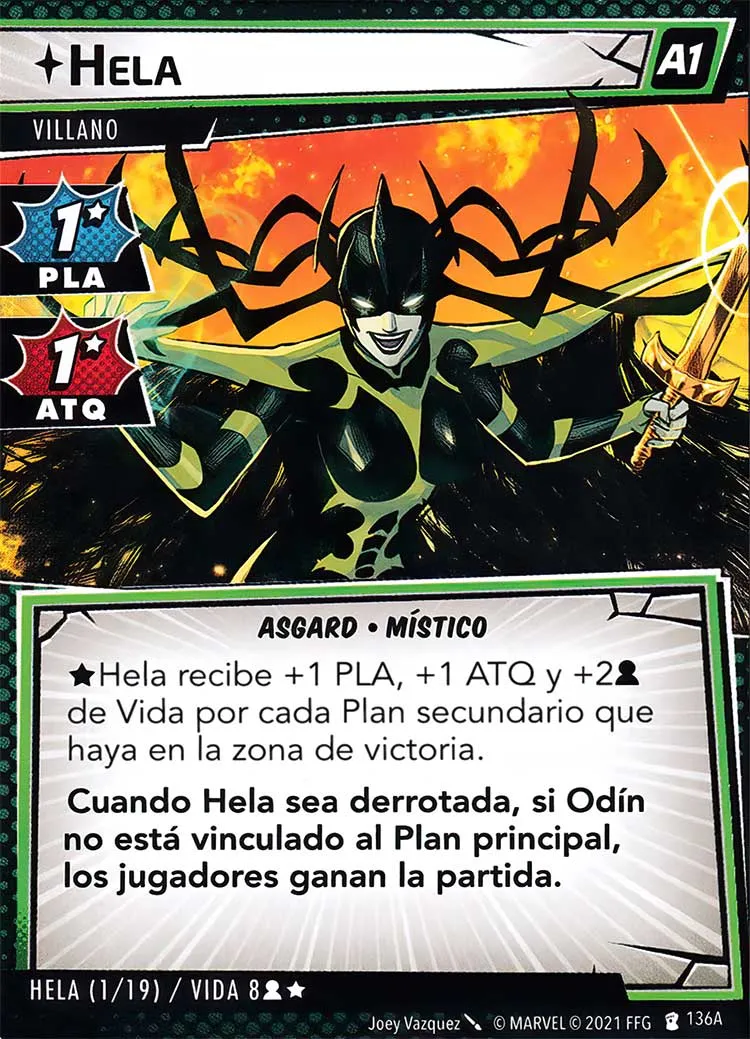 HELA
A1
VILLANO
1★
PLA
1★
ATQ
ASGARD • MÍSTICO
★Hela recibe +1 PLA, +1 ATQ y +2
de Vida por cada Plan secundario que
haya en la zona de victoria.
Cuando Hela sea derrotada, si Odín
no está vinculado al Plan principal,
los jugadores ganan la partida.
HELA (1/19) / VIDA 8 ★
Joey Vazquez © MARVEL © 2021 FFG 136A